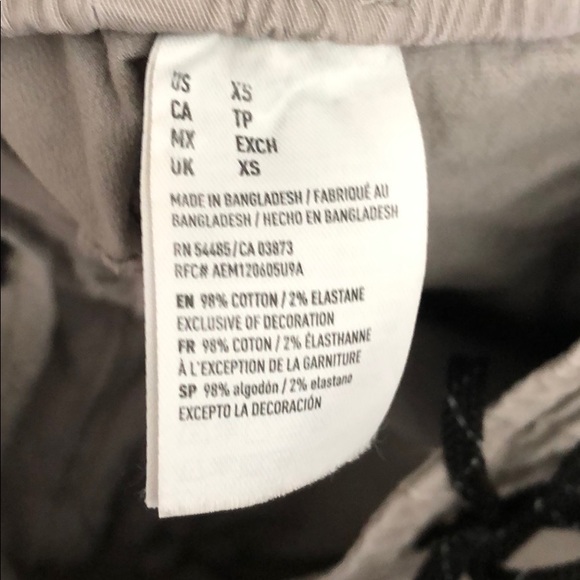 US XS
CA TP
MX EXCH
UK XS
MADE IN BANGLADESH / FABRIQUÉ AU
BANGLADESH / HECHO EN BANGLADESH
RN 54485/CA 03873
RFC# AEM120605U9A
EN 98% COTTON / 2% ELASTANE
EXCLUSIVE OF DECORATION
FR 98% COTON / 2% ÉLASTHANNE
À L'EXCEPTION DE LA GARNITURE
SP 98% algodón / 2% elastano
EXCEPTO LA DECORACIÓN